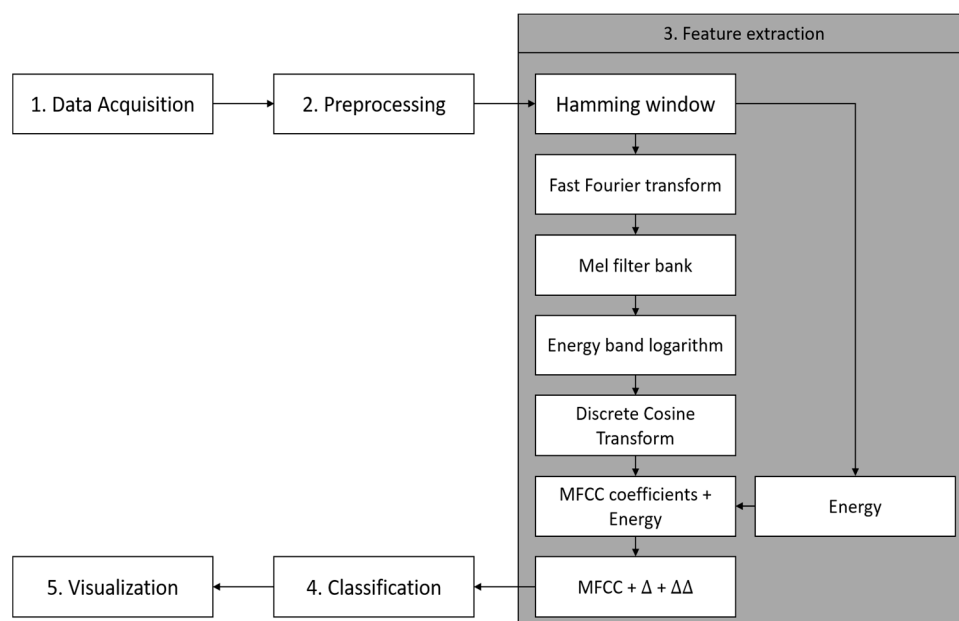 3. Feature extraction
1. Data Acquisition
2. Preprocessing
Hamming window
Fast Fourier transform
Mel filter bank
Energy band logarithm
Discrete Cosine
Transform
MFCC coefficients +
Energy
Energy
MFCC + Δ + ΔΔ
4. Classification
5. Visualization